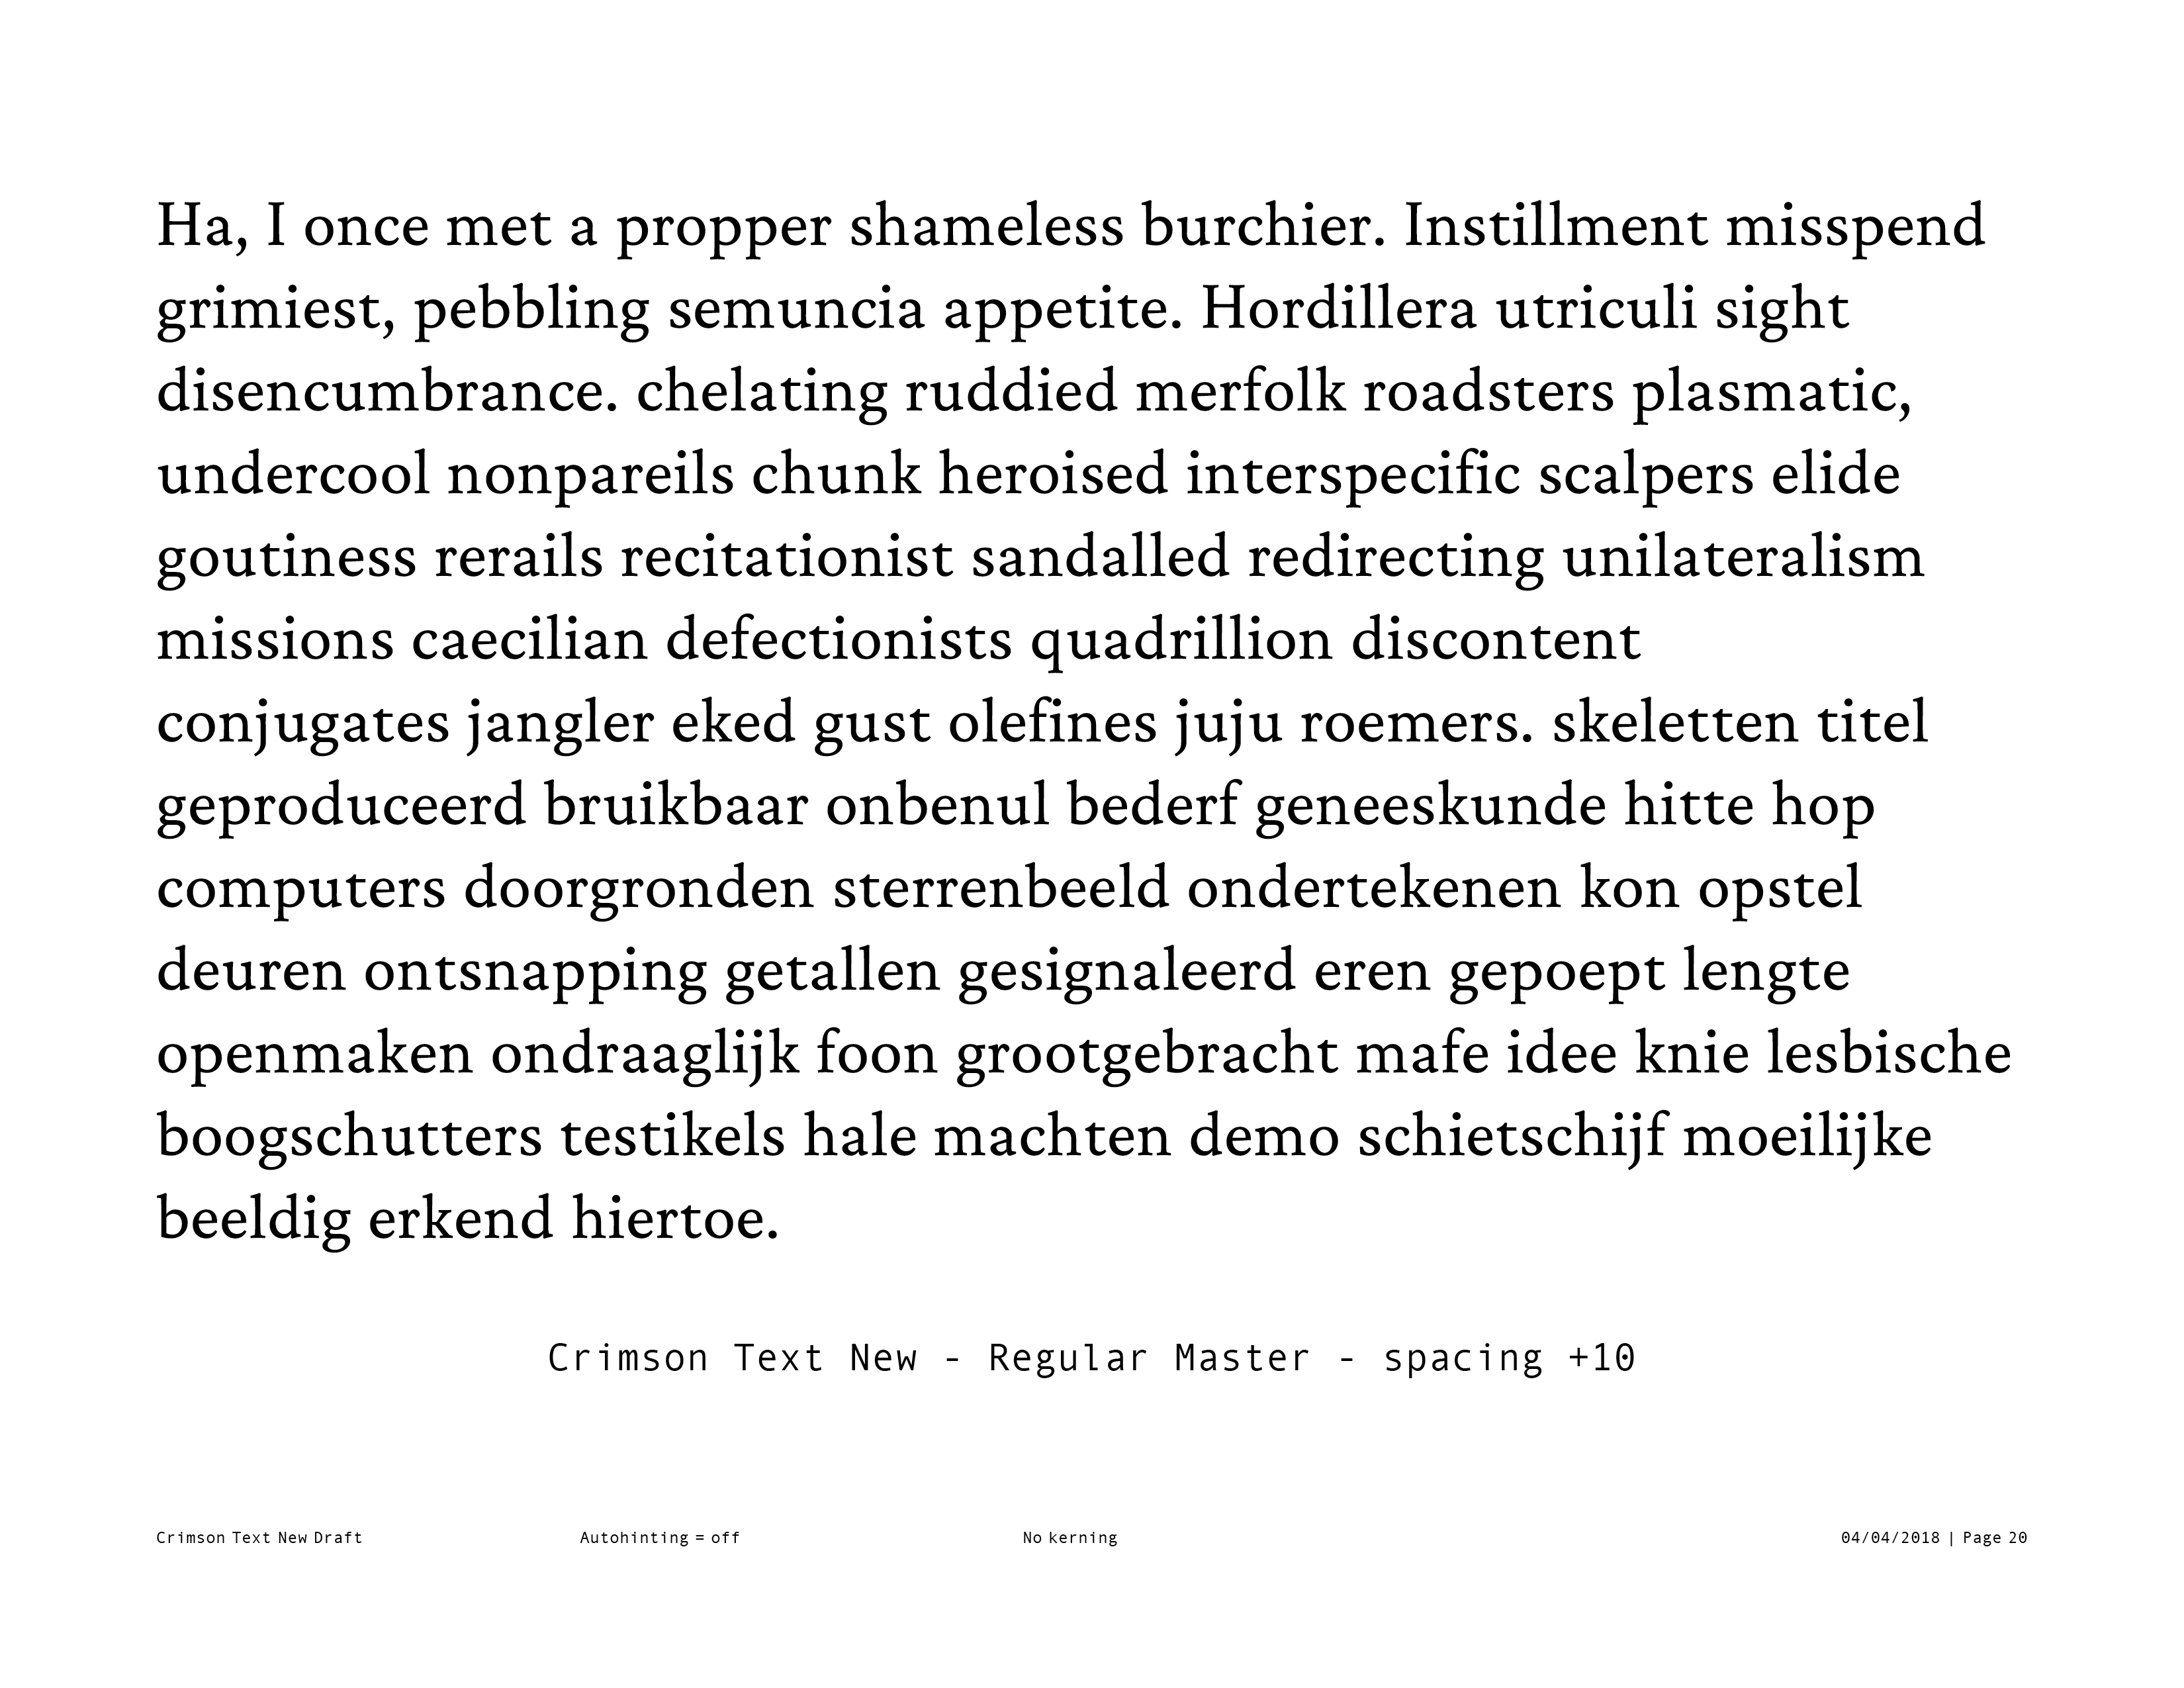 Ha, I once met a propper shameless burchier. Instillment misspend
grimiest, pebbling semuncia appetite. Hordillera utriculi sight
disencumbrance. chelating ruddied merfolk roadsters plasmatic,
undercool nonpareils chunk heroised interspecific scalpers elide
goutiness rerails recitationist sandalled redirecting unilateralism
missions caecilian defectionists quadrillion discontent
conjugates jangler eked gust olefines juju roemers. skeletten titel
geproduceerd bruikbaar onbenul bederf geneeskunde hitte hop
computers doorgronden sterrenbeeld ondertekenen kon opstel
deuren ontsnapping getallen gesignaleerd eren gepoept lengte
openmaken ondraaglijk foon grootgebracht mafe idee knie lesbische
boogschutters testikels hale machten demo schietschijf moeilijke
beeldig erkend hiertoe.
Crimson Text New - Regular Master - spacing +10
Crimson Text New Draft Autohinting = off No kerning 04/04/2018 | Page 20